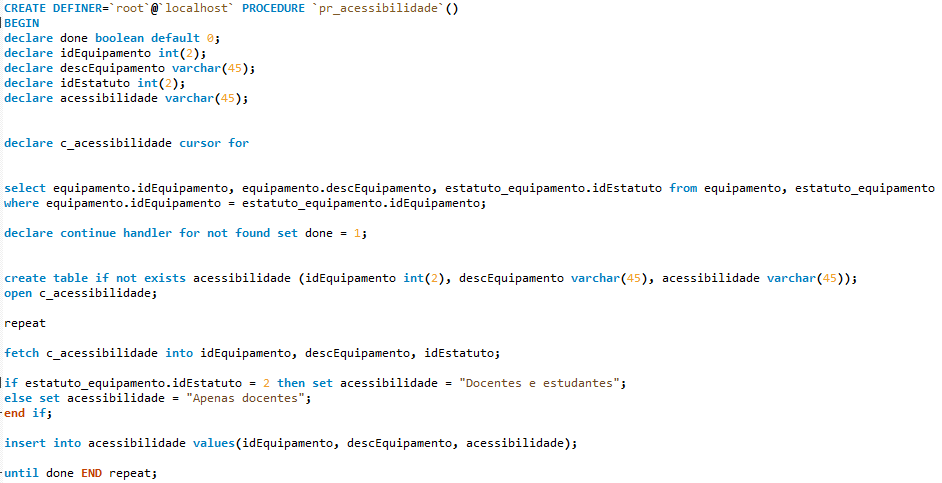 CREATE DEFINER=`root`@`localhost` PROCEDURE `pr_acessibilidade`()
BEGIN
declare done boolean default 0;
declare idEquipamento int(2);
declare descEquipamento varchar(45);
declare idEstatuto int(2);
declare acessibilidade varchar(45);
declare c_acessibilidade cursor for
select equipamento.idEquipamento, equipamento.descEquipamento, estatuto_equipamento.idEstatuto from equipamento, estatuto_equipamento
where equipamento.idEquipamento = estatuto_equipamento.idEquipamento;
declare continue handler for not found set done = 1;
create table if not exists acessibilidade (idEquipamento int(2), descEquipamento varchar(45), acessibilidade varchar(45));
open c_acessibilidade;
repeat
fetch c_acessibilidade into idEquipamento, descEquipamento, idEstatuto;
if estatuto_equipamento.idEstatuto = 2 then set acessibilidade = "Docentes e estudantes";
else set acessibilidade = "Apenas docentes";
end if;
insert into acessibilidade values(idEquipamento, descEquipamento, acessibilidade);
until done END repeat;